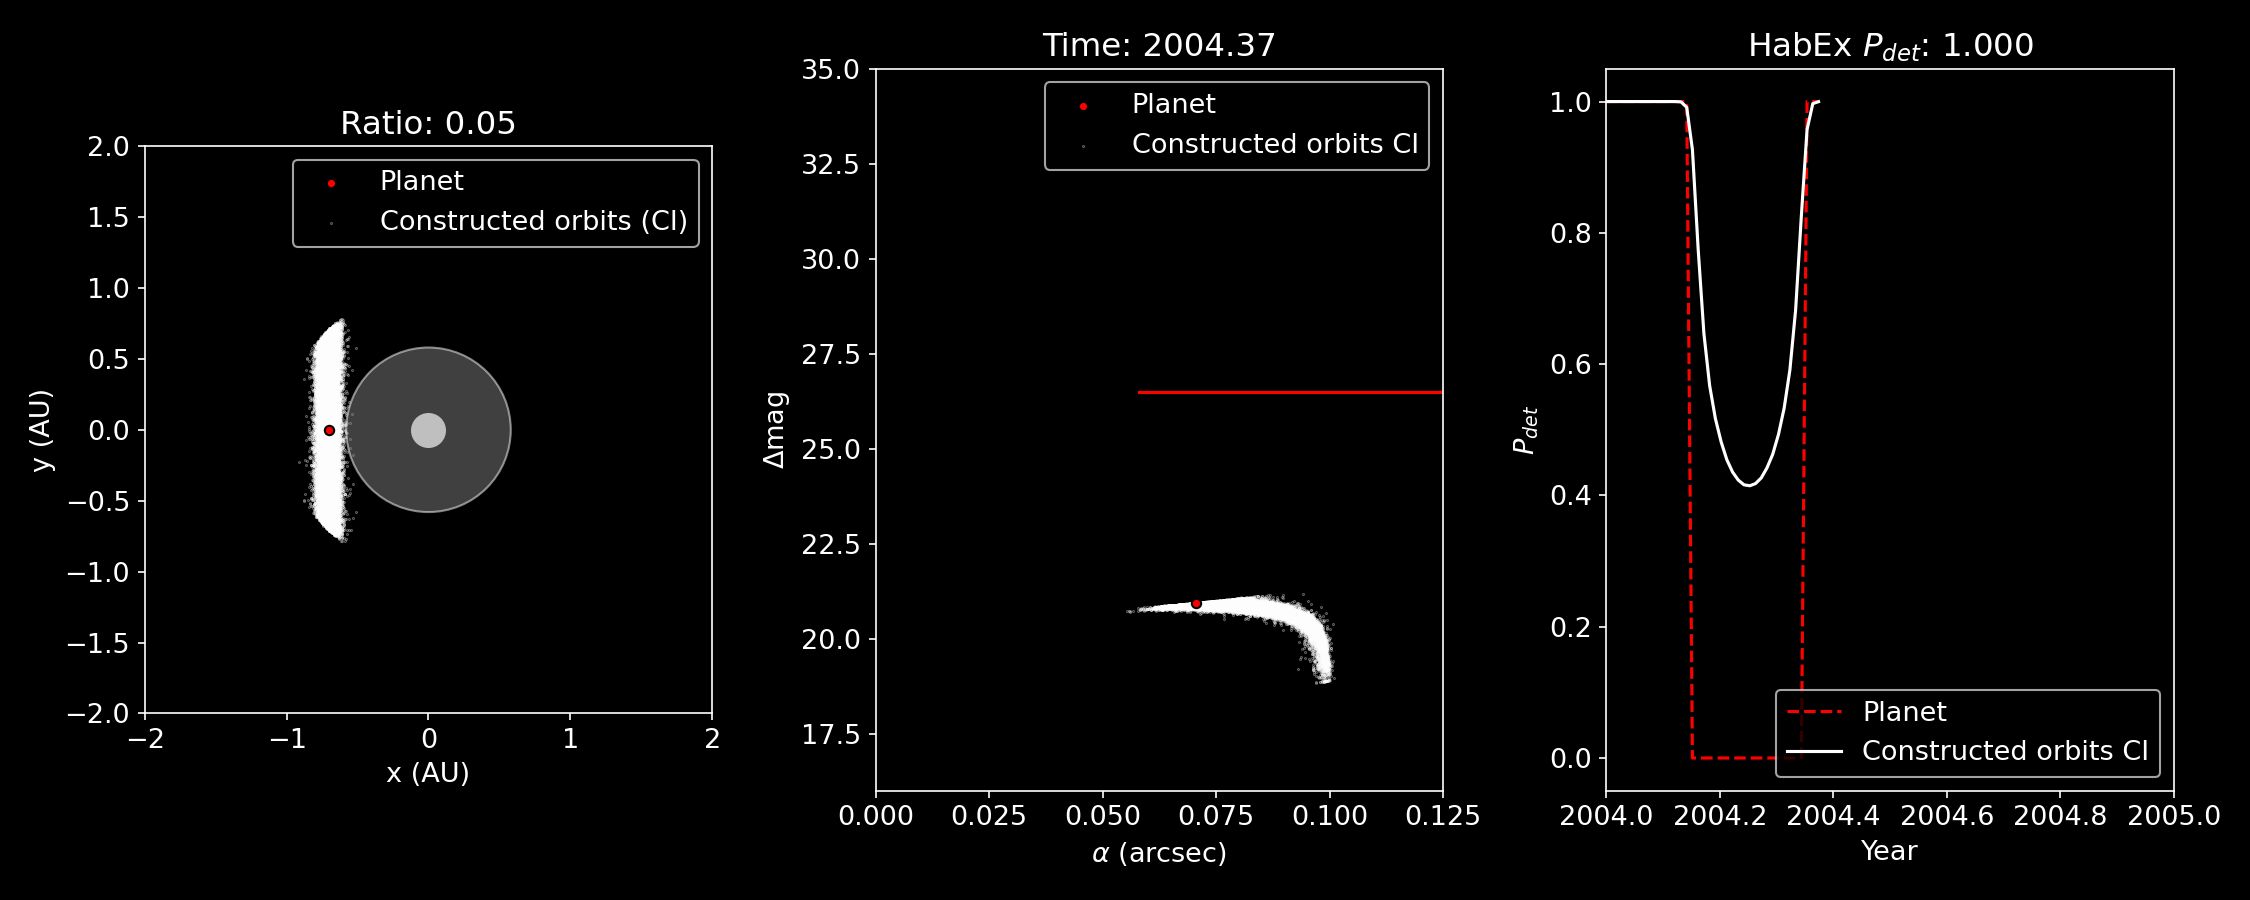 Ratio: 0.05
2.0
1.5
1.0
0.5
0.0
−0.5
−1.0
−1.5
−2.0
y (AU)
−2 −1 0 1 2
x (AU)
Planet
Constructed orbits (CI)
Time: 2004.37
35.0
32.5
30.0
27.5
25.0
22.5
20.0
17.5
Δmag
0.000 0.025 0.050 0.075 0.100 0.125
α (arcsec)
Planet
Constructed orbits CI
HabEx P_det: 1.000
1.0
0.8
0.6
0.4
0.2
0.0
P_det
2004.0 2004.2 2004.4 2004.6 2004.8 2005.0
Year
Planet
Constructed orbits CI